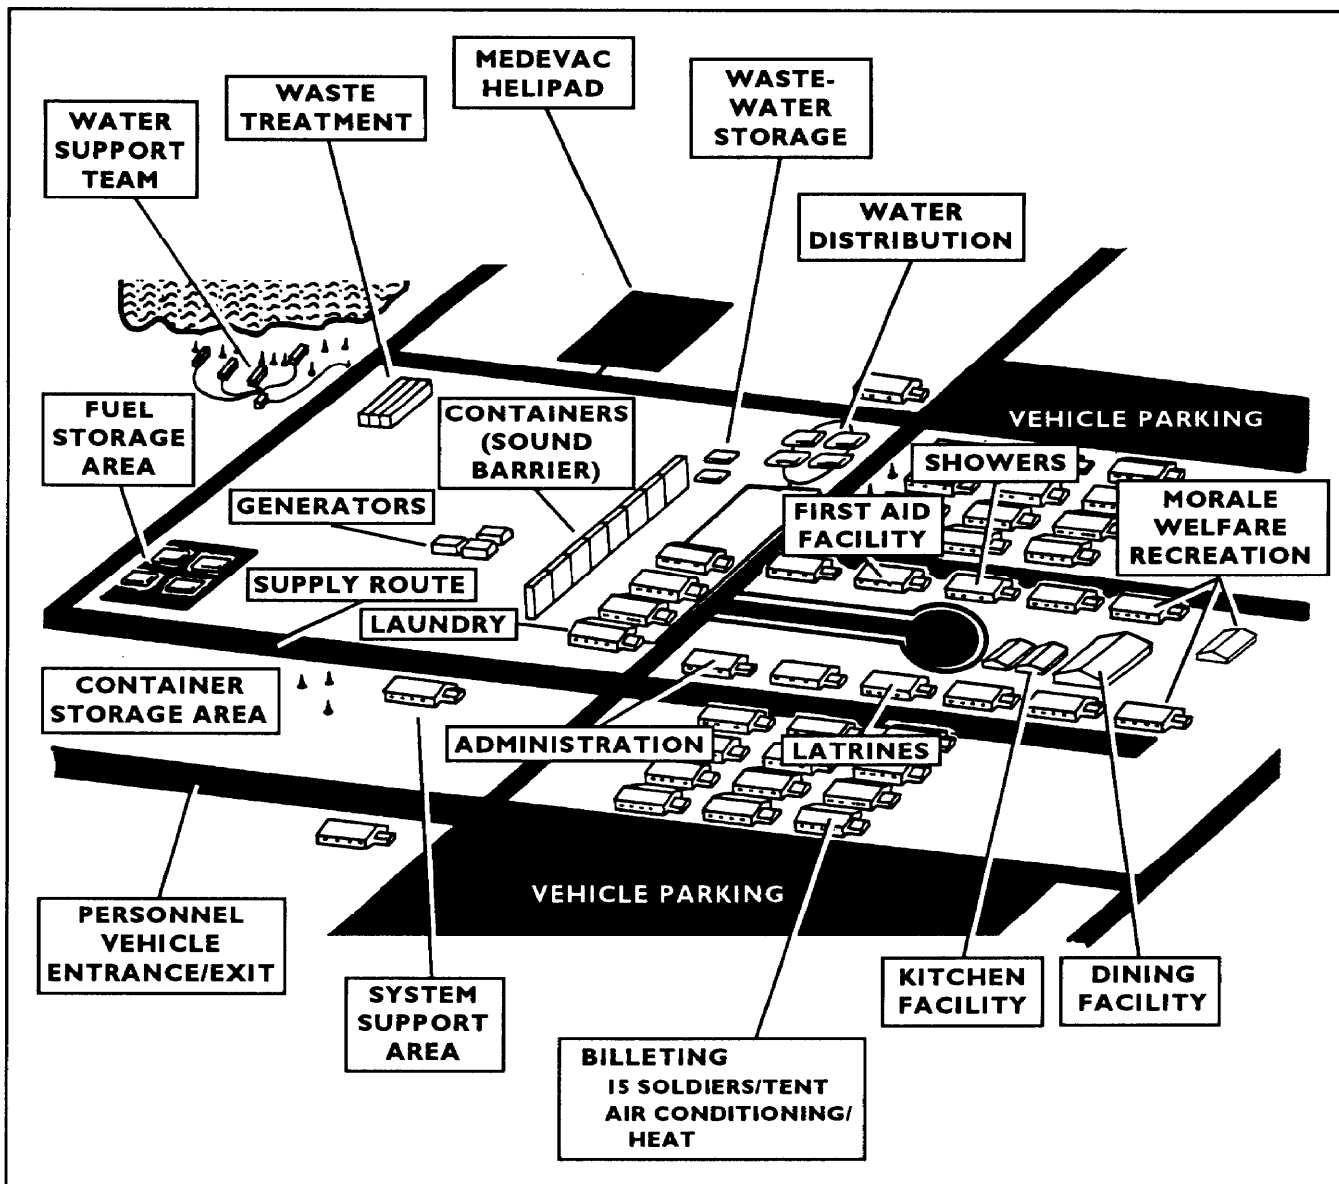 MEDEVAC
HELIPAD
WASTE-
WATER
STORAGE
WASTE
TREATMENT
WATER
SUPPORT
TEAM
WATER
DISTRIBUTION
FUEL
STORAGE
AREA
CONTAINERS
(SOUND
BARRIER)
VEHICLE PARKING
SHOWERS
MORALE
WELFARE
RECREATION
GENERATORS
FIRST AID
FACILITY
SUPPLY ROUTE
LAUNDRY
CONTAINER
STORAGE AREA
ADMINISTRATION
LATRINES
VEHICLE PARKING
PERSONNEL
VEHICLE
ENTRANCE/EXIT
SYSTEM
SUPPORT
AREA
KITCHEN
FACILITY
DINING
FACILITY
BILLETING
15 SOLDIERS/TENT
AIR CONDITIONING/
HEAT